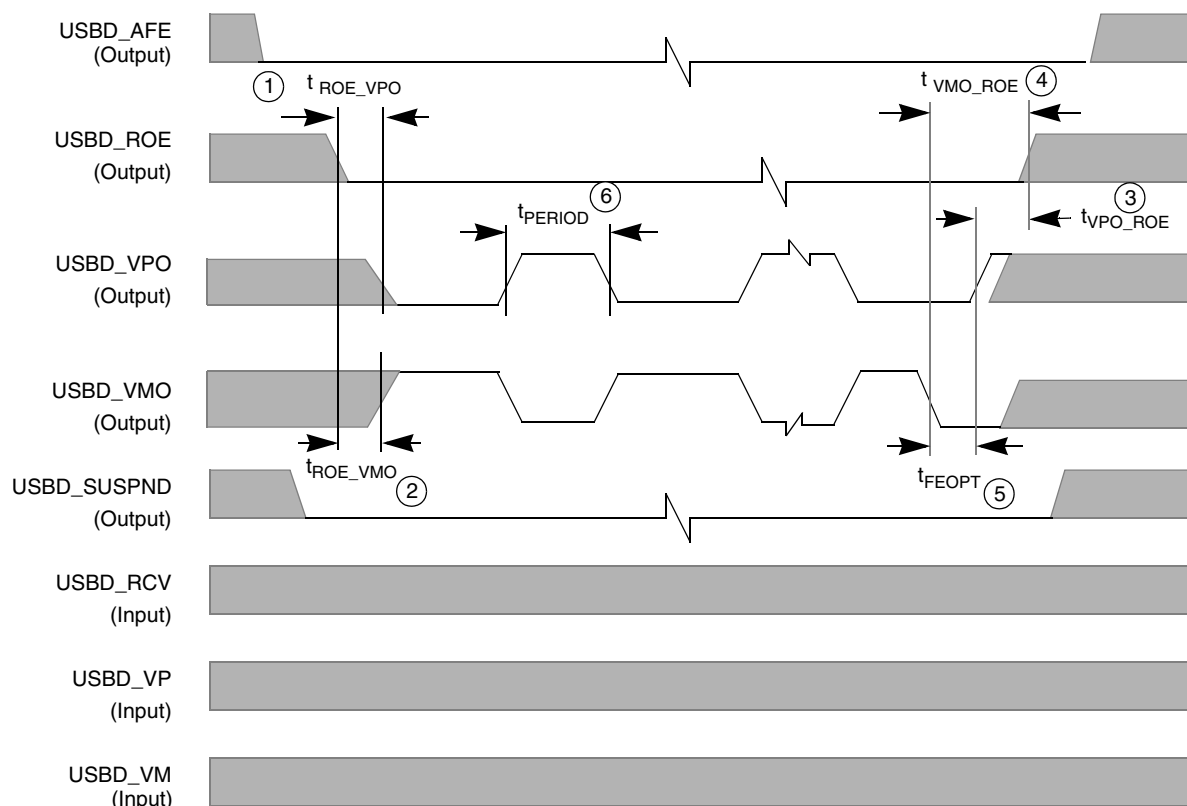 USBD_AFE
(Output)
1
t ROE_VPO
t VMO_ROE
4
USBD_ROE
(Output)
6
tPERIOD
3
tVPO_ROE
USBD_VPO
(Output)
USBD_VMO
(Output)
tROE_VMO
2
tFEOPT
5
USBD_SUSPND
(Output)
USBD_RCV
(Input)
USBD_VP
(Input)
USBD_VM
(Input)